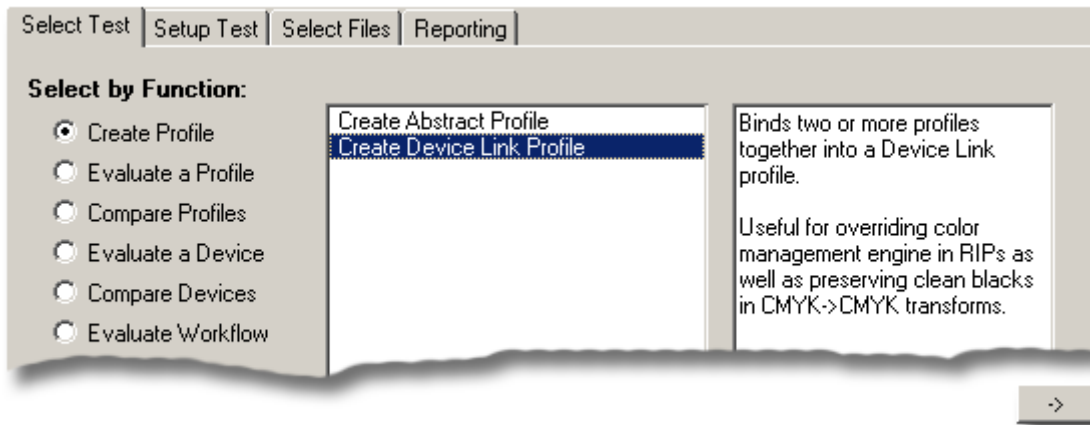 Select Test
Setup Test
Select Files
Reporting
Select by Function:
Create Profile
Evaluate a Profile
Compare Profiles
Evaluate a Device
Compare Devices
Evaluate Workflow
Create Abstract Profile
Create Device Link Profile
Binds two or more profiles
together into a Device Link
profile.
Useful for overriding color
management engine in RIPs as
well as preserving clean blacks
in CMYK->CMYK transforms.
->